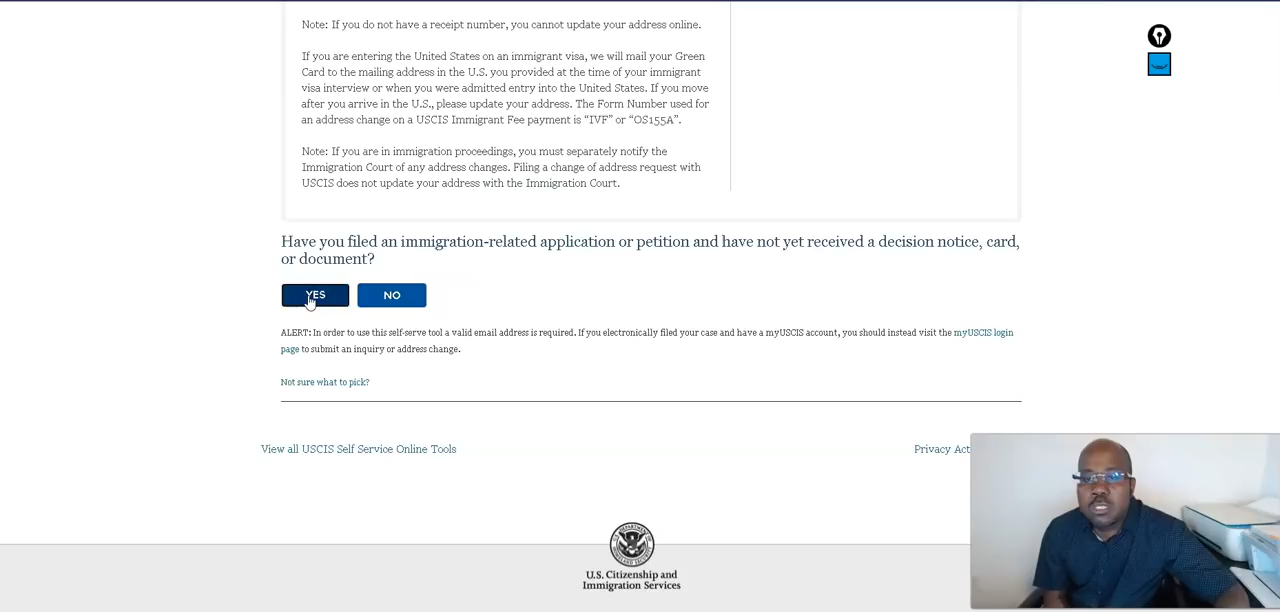 Note: If you do not have a receipt number, you cannot update your address online.
If you are entering the United States on an immigrant visa, we will mail your Green
Card to the mailing address in the U.S. you provided at the time of your immigrant
visa interview or when you were admitted entry into the United States. If you move
after you arrive in the U.S., please update your address. The Form Number used for
an address change on a USCIS Immigrant Fee payment is “IVF” or “OS155A”.
Note: If you are in immigration proceedings, you must separately notify the
Immigration Court of any address changes. Filing a change of address request with
USCIS does not update your address with the Immigration Court.
Have you filed an immigration-related application or petition and have not yet received a decision notice, card,
or document?
YES NO
ALERT: In order to use this self-serve tool a valid email address is required. If you electronically filed your case and have a myUSCIS account, you should instead visit the myUSCIS login
page to submit an inquiry or address change.
Not sure what to pick?
View all USCIS Self Service Online Tools
Privacy Act
U.S. Citizenship and
Immigration Services